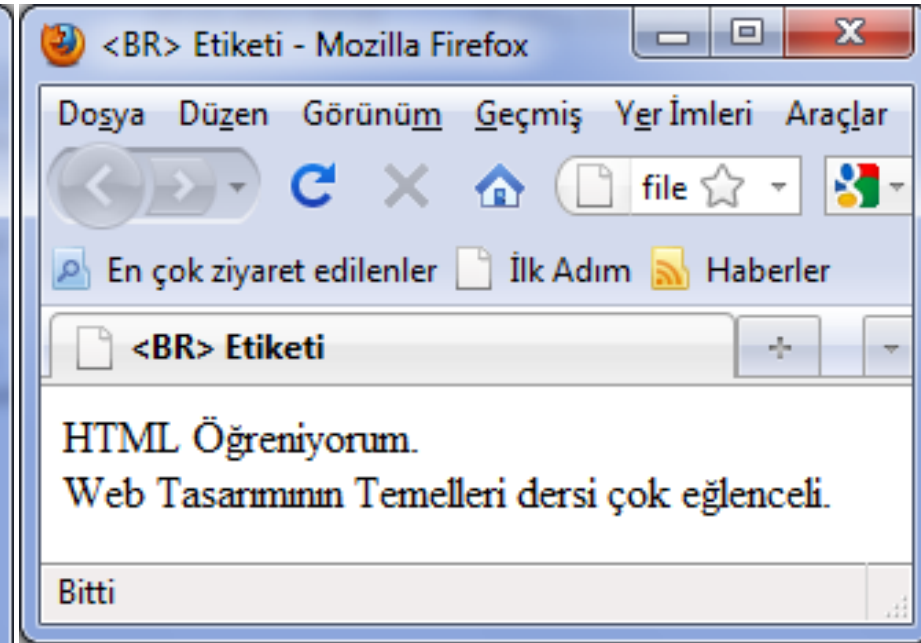 <BR> Etiketi - Mozilla Firefox
Dosya Düzen Görünüm Geçmiş Yer İmleri Araçlar
file
En çok ziyaret edilenler İlk Adım Haberler
<BR> Etiketi
HTML Öğreniyorum.
Web Tasarımının Temelleri dersi çok eğlenceli.
Bitti